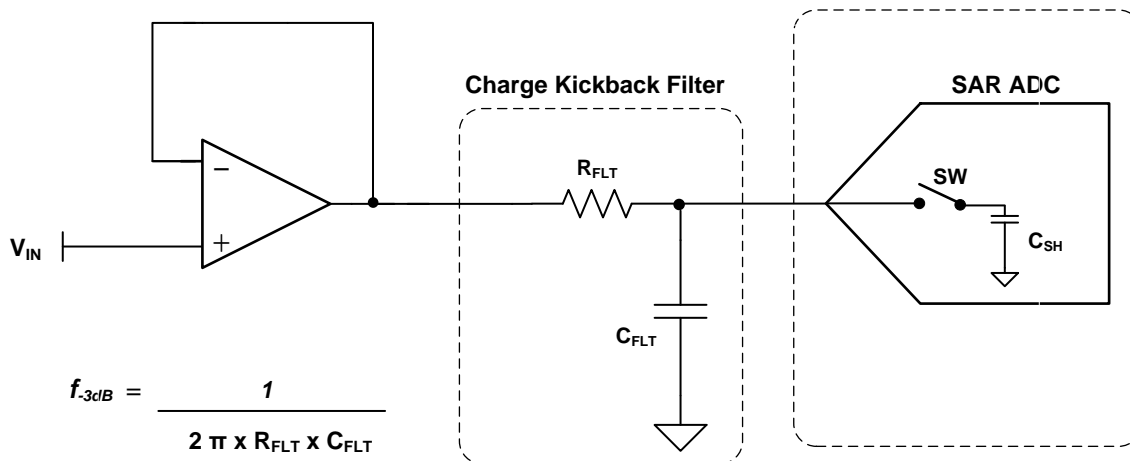 Charge Kickback Filter
SAR ADC
R_FLT
SW
−
+
V_IN
C_SH
C_FLT
f_-3dB = 1
2 π x R_FLT x C_FLT